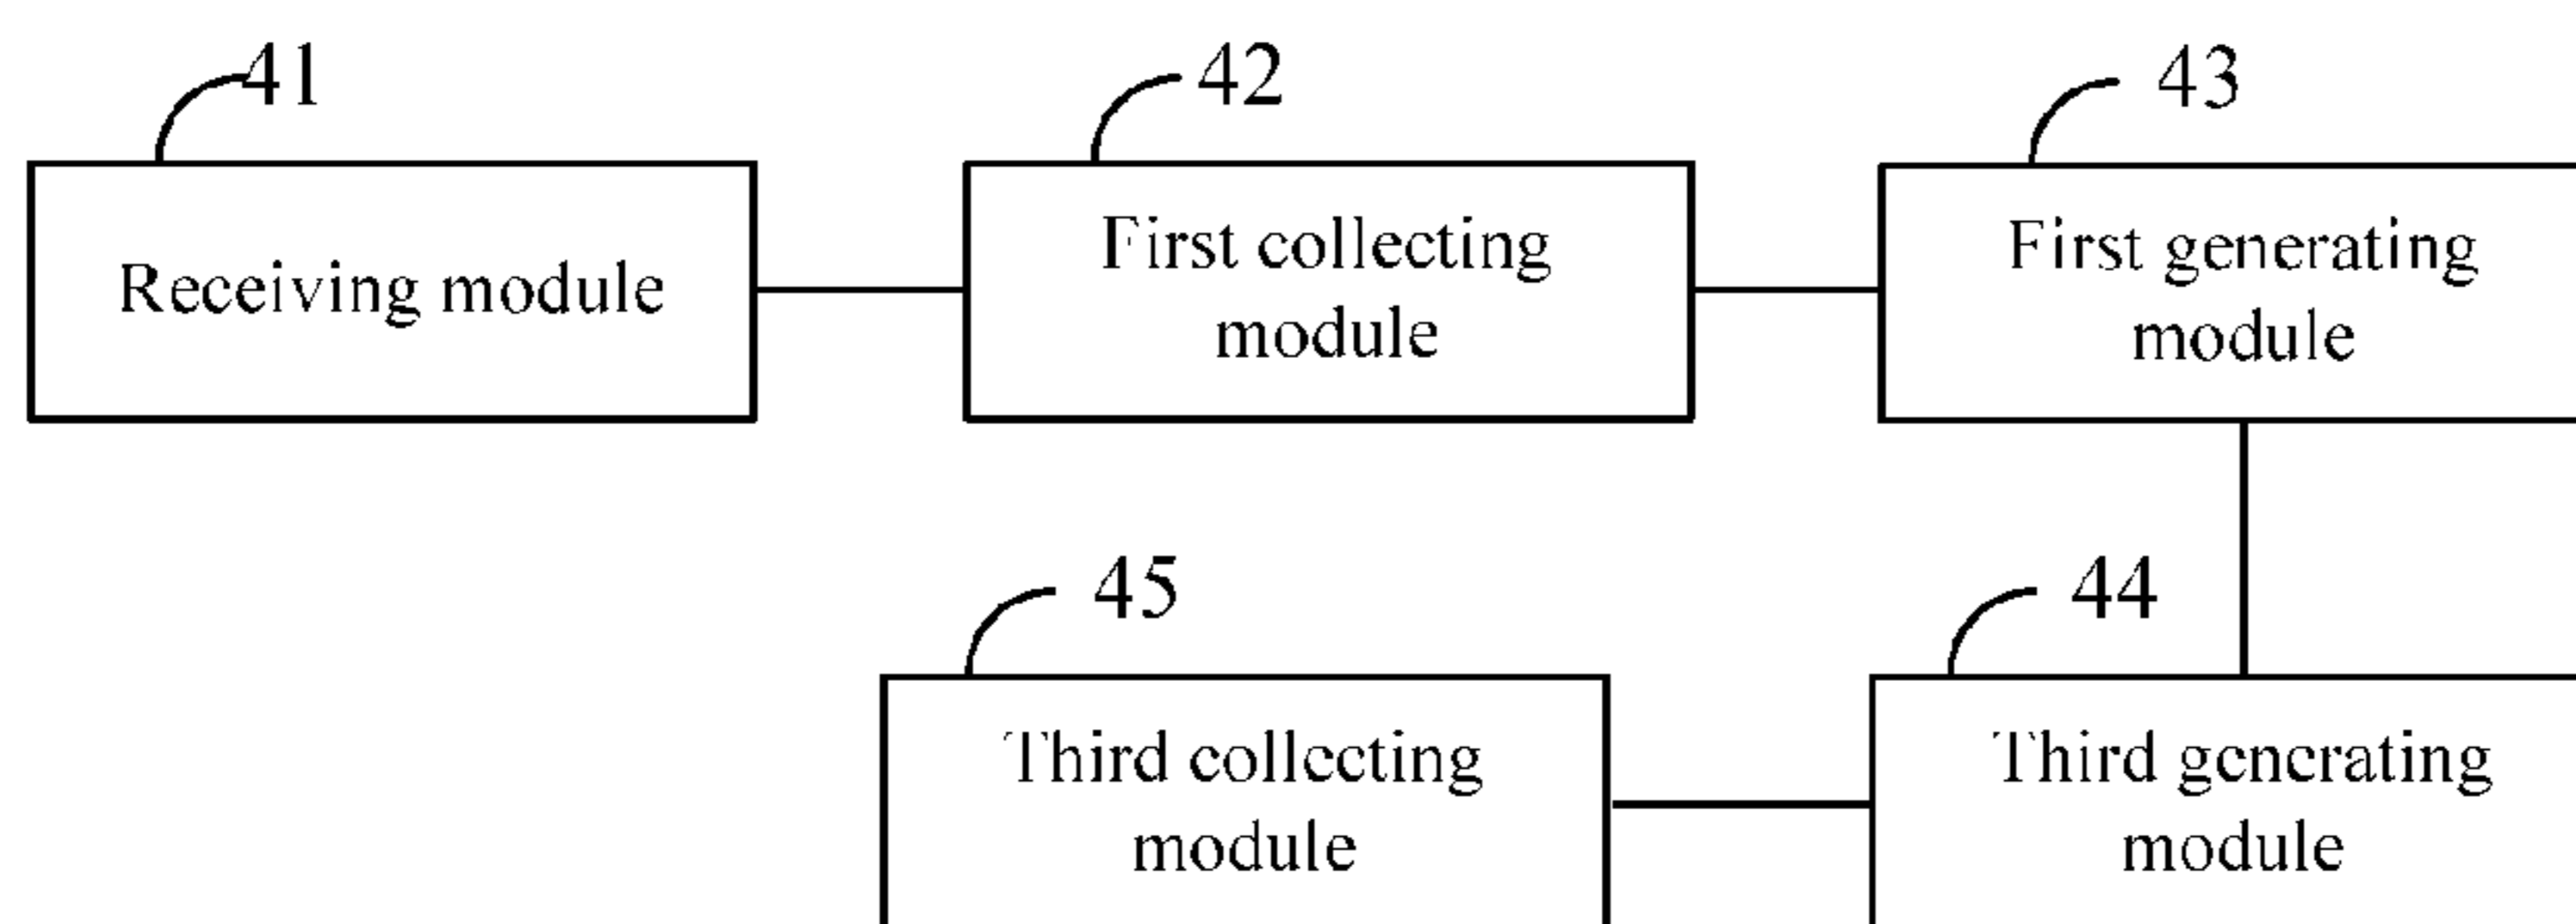 41
42
43
Receiving module
First collecting
module
First generating
module
45
44
Third collecting
module
Third generating
module